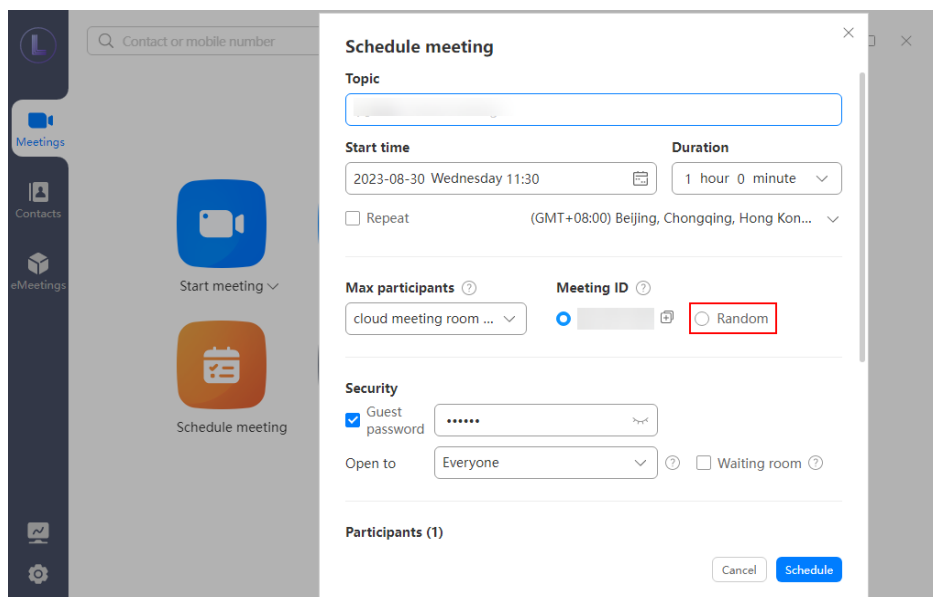 L
Contact or mobile number
Meetings
Contacts
eMeetings
Start meeting
Schedule meeting
Schedule meeting
Topic
Start time
Duration
2023-08-30 Wednesday 11:30
1 hour 0 minute
Repeat
(GMT+08:00) Beijing, Chongqing, Hong Kon...
Max participants ?
Meeting ID ?
cloud meeting room ...
Random
Security
Guest
password
••••••
Open to
Everyone
?
Waiting room ?
Participants (1)
Cancel
Schedule